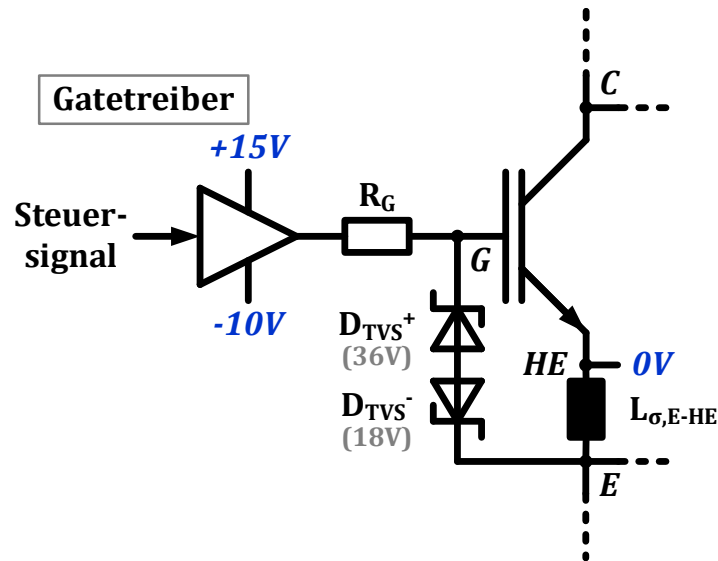 Gatetreiber
+15V
Steuer-
signal
-10V
R_G
G
C
D_TVS^+
(36V)
D_TVS^-
(18V)
HE
0V
L_σ,E-HE
E